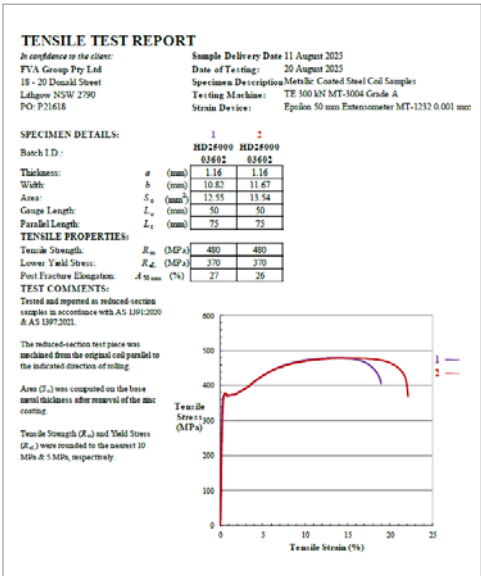 TENSILE TEST REPORT
In confidence to the client:
FVA Group Pty Ltd
18 - 20 Donald Street
Lithgow NSW 2790
PO: P21618
Sample Delivery Date 11 August 2025
Date of Testing: 20 August 2025
Specimen Description Metallic Coated Steel Coil Samples
Testing Machine: TE 300 kN MT-3004 Grade A
Strain Device: Epsilon 50 mm Extensometer MT-1232 0.001 mm
SPECIMEN DETAILS: 1 2
Batch I.D.: HD25000 03602 HD25000 03602
Thickness: a (mm) 1.16 1.16
Width: b (mm) 10.82 11.67
Area: Sₒ (mm²) 12.55 13.54
Gauge Length: Lₒ (mm) 50 50
Parallel Length: L꜀ (mm) 75 75
TENSILE PROPERTIES:
Tensile Strength: Rₘ (MPa) 480 480
Lower Yield Stress: R (MPa) 370 370
Post Fracture Elongation: A 50 mm (%) 27 26
TEST COMMENTS:
Tested and reported as reduced-section
samples in accordance with AS 1391:2020
& AS 1397:2021.
The reduced-section test piece was
machined from the original coil parallel to
the indicated direction of rolling.
Area (Sₒ) was computed on the base
metal thickness after removal of the zinc
coating.
Tensile Strength (Rₘ) and Yield Stress
(R) were rounded to the nearest 10
MPa & 5 MPa, respectively.
600
500
400
300
200
100
0
Tensile
Stress
(MPa)
0 5 10 15 20 25
Tensile Strain (%)
1
2